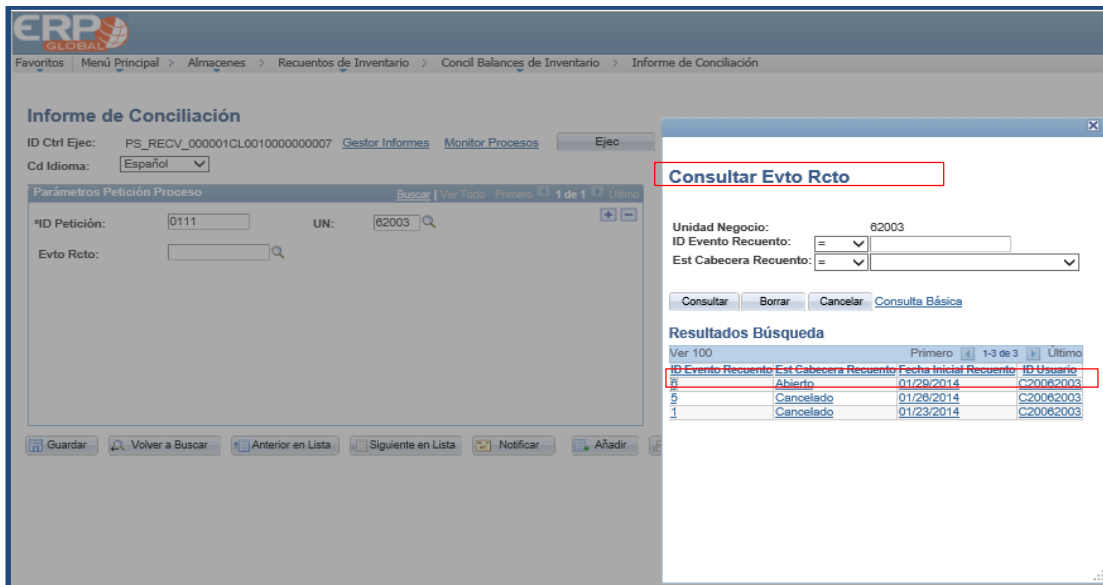 ERP
GLOBAL
Favoritos Menú Principal > Almacenes > Recuentos de Inventario > Concil Balances de Inventario > Informe de Conciliación
Informe de Conciliación
ID Ctrl Ejec: PS_RECV_000001CL0010000000007 Gestor Informes Monitor Procesos Ejec
Cd Idioma: Español
Parámetros Petición Proceso Buscar | Ver Todo Primero 1 de 1 Último
*ID Petición: 0111 UN: 62003
Evto Rcto:
Guardar Volver a Buscar Anterior en Lista Siguiente en Lista Notificar Añadir
Consultar Evto Rcto
Unidad Negocio: 62003
ID Evento Recuento: =
Est Cabecera Recuento: =
Consultar Borrar Cancelar Consulta Básica
Resultados Búsqueda
Ver 100 Primero 1-3 de 3 Último
ID Evento Recuento Est Cabecera Recuento Fecha Inicial Recuento ID Usuario
6 Abierto 01/29/2014 C20062003
5 Cancelado 01/26/2014 C20062003
1 Cancelado 01/23/2014 C20062003